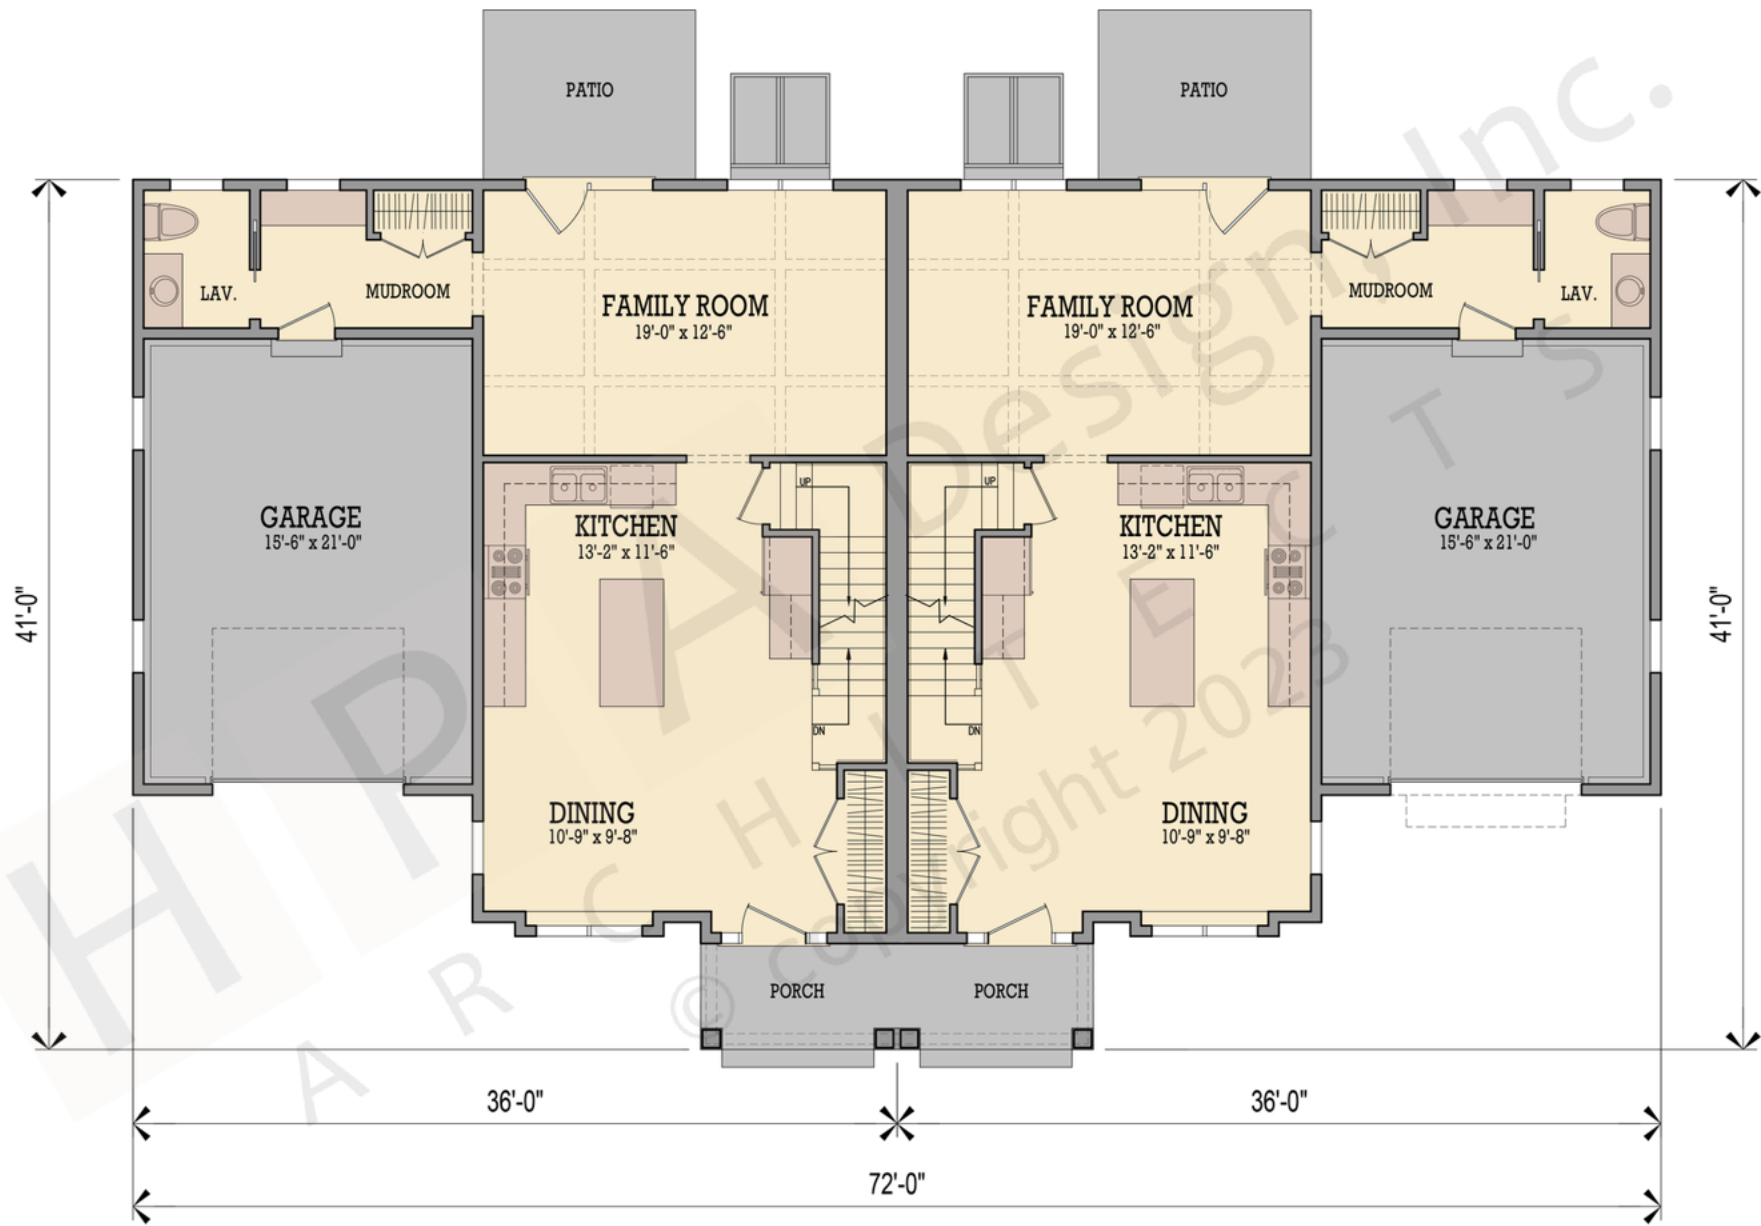 PATIO
PATIO
LAV.
MUDROOM
FAMILY ROOM
19'-0" x 12'-6"
FAMILY ROOM
19'-0" x 12'-6"
MUDROOM
LAV.
UP
UP
GARAGE
15'-6" x 21'-0"
KITCHEN
13'-2" x 11'-6"
KITCHEN
13'-2" x 11'-6"
GARAGE
15'-6" x 21'-0"
41'-0"
41'-0"
DN
DN
DINING
10'-9" x 9'-8"
DINING
10'-9" x 9'-8"
PORCH
PORCH
36'-0"
36'-0"
72'-0"
HPA Design, Inc.
ARCHITECTS
© copyright 2023